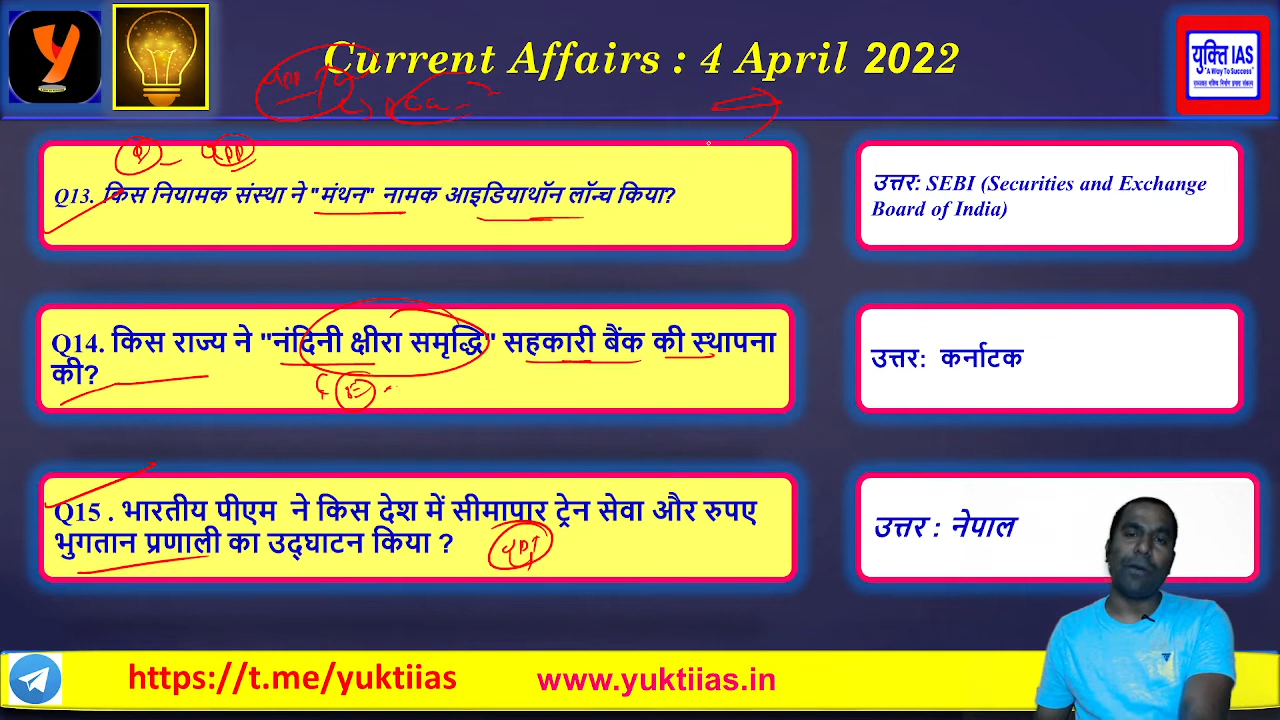 Current Affairs : 4 April 2022
युक्ति IAS
"A Way To Success"
Q13. किस नियामक संस्था ने "मंथन" नामक आइडियाथॉन लॉन्च किया?
उत्तर: SEBI (Securities and Exchange
Board of India)
Q14. किस राज्य ने "नंदिनी क्षीरा समृद्धि" सहकारी बैंक की स्थापना
की?
उत्तर: कर्नाटक
Q15 . भारतीय पीएम ने किस देश में सीमापार ट्रेन सेवा और रुपए
भुगतान प्रणाली का उद्घाटन किया ?
उत्तर : नेपाल
https://t.me/yuktiias
www.yuktiias.in